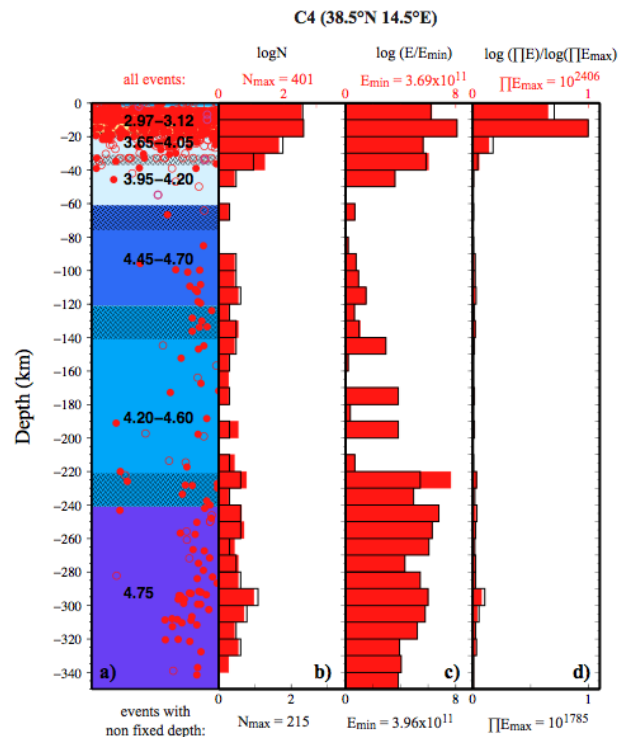 C4 (38.5°N 14.5°E)
logN log (E/Emin) log (∏E)/log(∏Emax)
all events: Nmax = 401 Emin = 3.69x10^11 ∏Emax = 10^2406
0 2 0 8 0 1
0
−20
−40
−60
−80
−100
−120
−140
−160
−180
−200
−220
−240
−260
−280
−300
−320
−340
Depth (km)
2.97−3.12
3.65−4.05
3.95−4.20
4.45−4.70
4.20−4.60
4.75
a) b) c) d)
0 2 0 8 0 1
events with
non fixed depth: Nmax = 215 Emin = 3.96x10^11 ∏Emax = 10^1785